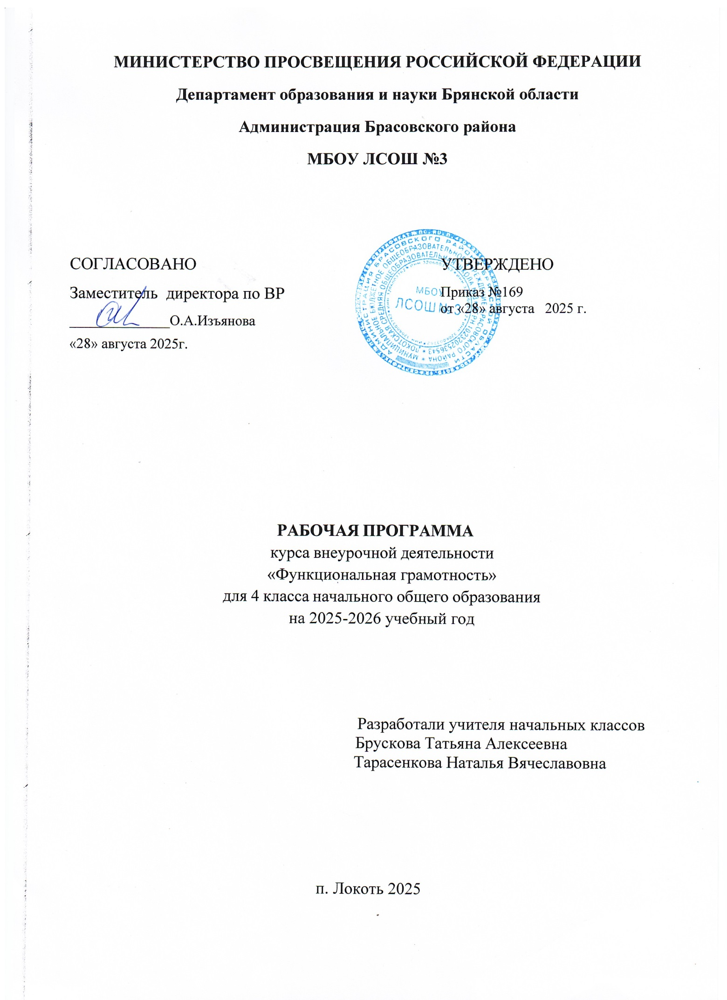 МИНИСТЕРСТВО ПРОСВЕЩЕНИЯ РОССИЙСКОЙ ФЕДЕРАЦИИ
Департамент образования и науки Брянской области
Администрация Брасовского района
МБОУ ЛСОШ №3
СОГЛАСОВАНО
Заместитель директора по ВР
О.А.Изъянова
«28» августа 2025г.
УТВЕРЖДЕНО
Приказ №169
от «28» августа 2025 г.
МБОУ
ЛСОШ №3
РАБОЧАЯ ПРОГРАММА
курса внеурочной деятельности
«Функциональная грамотность»
для 4 класса начального общего образования
на 2025-2026 учебный год
Разработали учителя начальных классов
Брускова Татьяна Алексеевна
Тарасенкова Наталья Вячеславовна
п. Локоть 2025